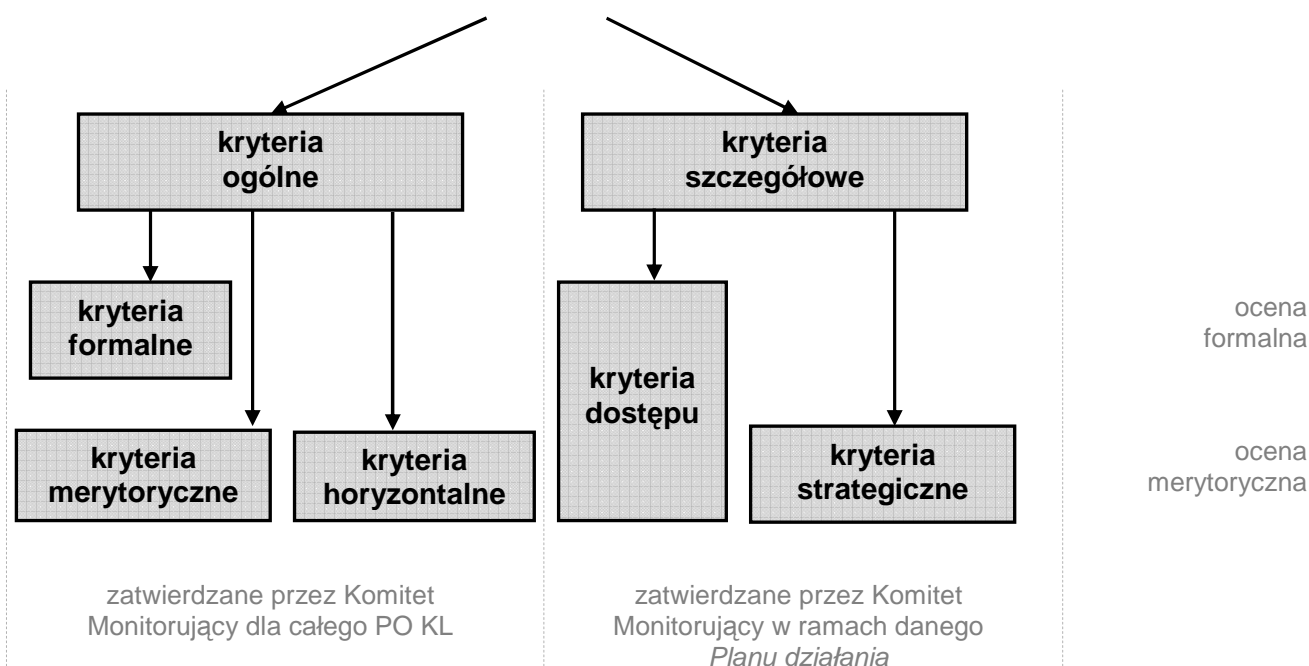 kryteria
ogólne
kryteria
szczegółowe
kryteria
formalne
ocena
formalna
kryteria
dostępu
kryteria
merytoryczne
kryteria
horyzontalne
kryteria
strategiczne
ocena
merytoryczna
zatwierdzane przez Komitet
Monitorujący dla całego PO KL
zatwierdzane przez Komitet
Monitorujący w ramach danego
Planu działania